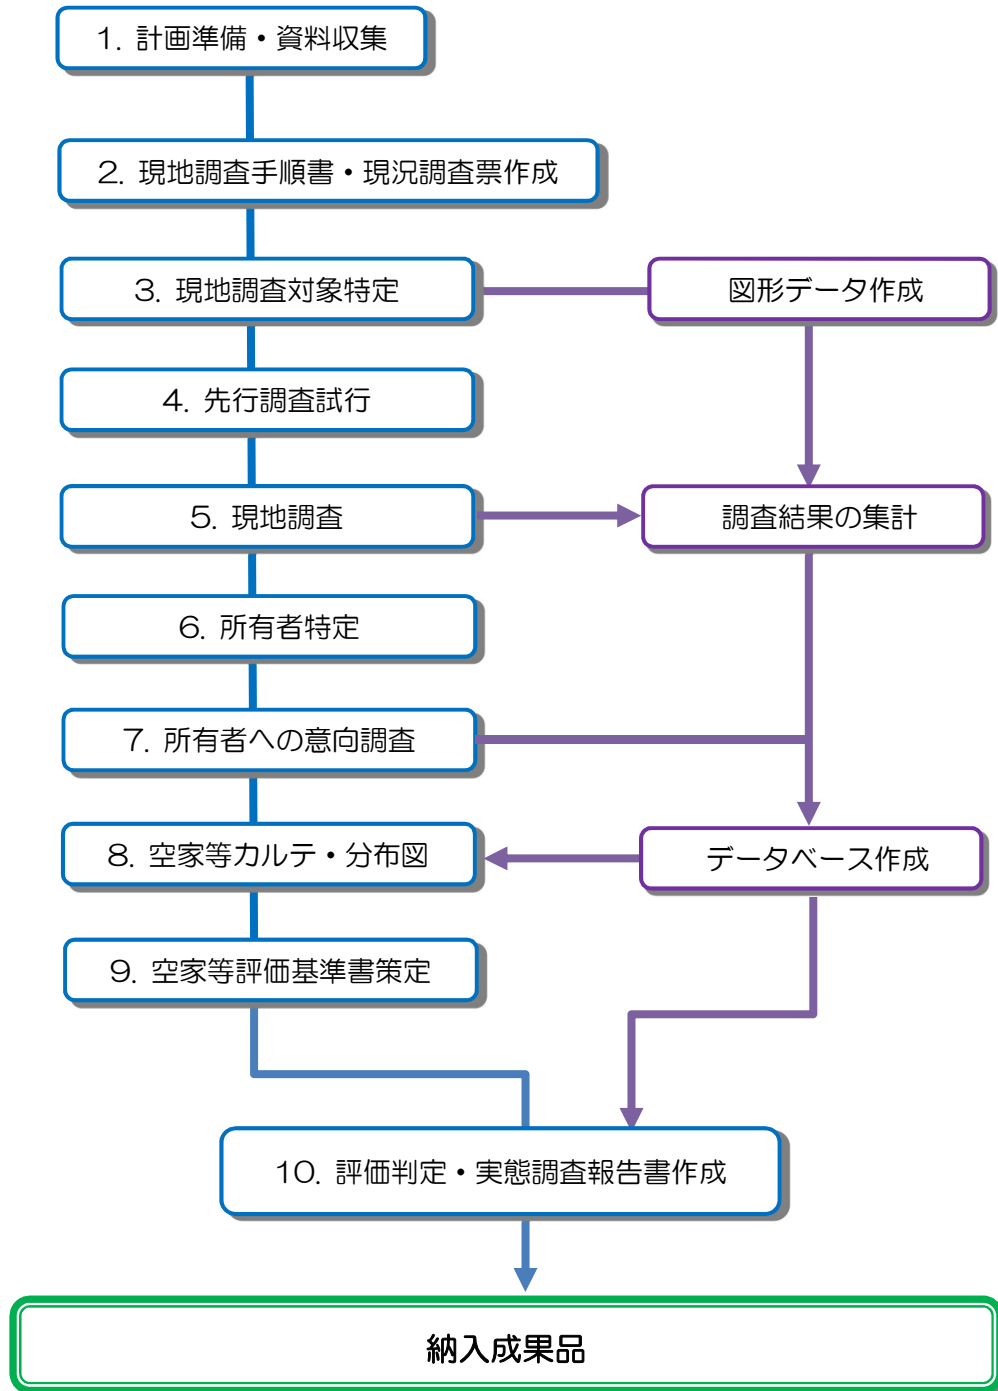 1. 計画準備・資料収集
2. 現地調査手順書・現況調査票作成
3. 現地調査対象特定
図形データ作成
4. 先行調査試行
5. 現地調査
調査結果の集計
6. 所有者特定
7. 所有者への意向調査
8. 空家等カルテ・分布図
データベース作成
9. 空家等評価基準書策定
10. 評価判定・実態調査報告書作成
納入成果品